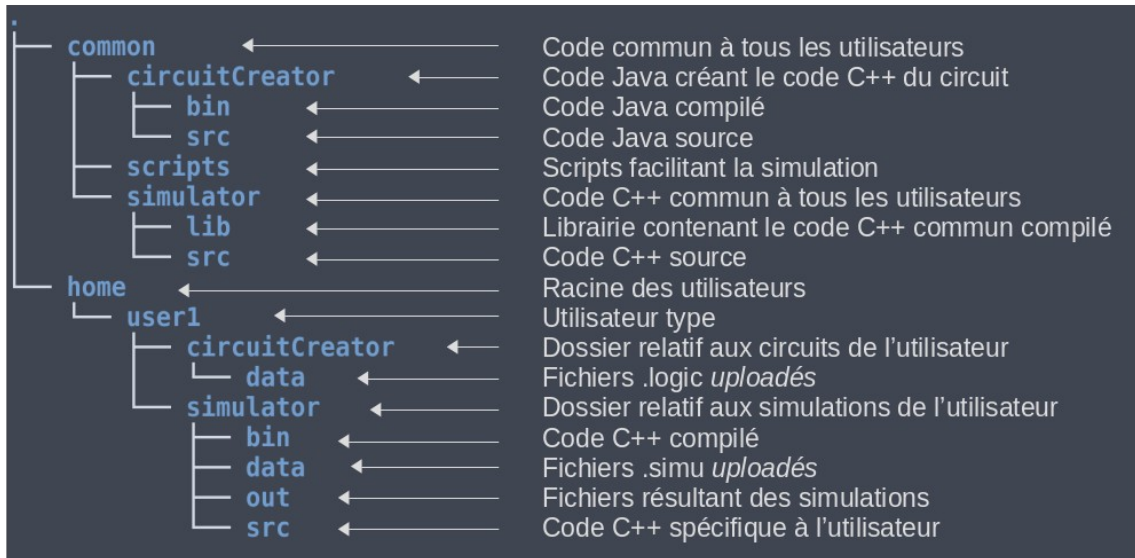 .
common Code commun à tous les utilisateurs
circuitCreator Code Java créant le code C++ du circuit
bin Code Java compilé
src Code Java source
scripts Scripts facilitant la simulation
simulator Code C++ commun à tous les utilisateurs
lib Librairie contenant le code C++ commun compilé
src Code C++ source
home Racine des utilisateurs
user1 Utilisateur type
circuitCreator Dossier relatif aux circuits de l’utilisateur
data Fichiers .logic uploadés
simulator Dossier relatif aux simulations de l’utilisateur
bin Code C++ compilé
data Fichiers .simu uploadés
out Fichiers résultant des simulations
src Code C++ spécifique à l’utilisateur